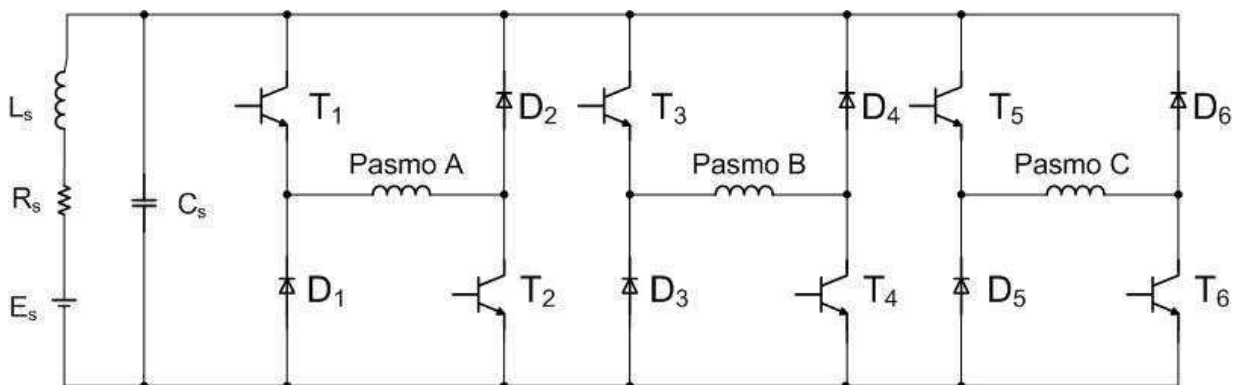 Lₛ
Rₛ
Eₛ
Cₛ
T₁
D₂
T₃
D₄
T₅
D₆
Pasmo A
Pasmo B
Pasmo C
D₁
T₂
D₃
T₄
D₅
T₆